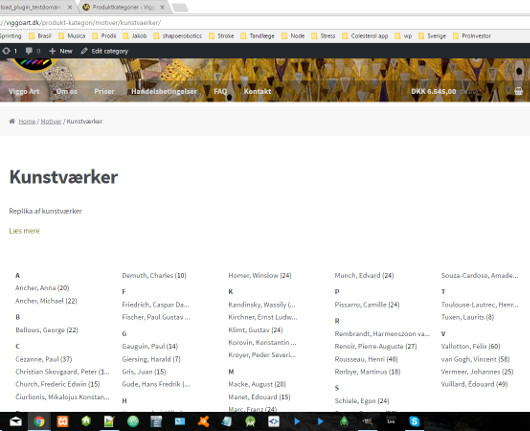 load_plugin_textdomain
Produktkategorier - Vigg
://viggoart.dk/produkt-kategori/motiver/kunstvaerker/
printing Brasil Musica Prodá Jakob shapoerobotics Stroke Tandlæge Node Stress Colesterol app wp Sverige ProInvestor
1 0 + New Edit category
Viggo Art Om os Priser Handelsbetingelser FAQ Kontakt DKK 6.545,00
Home / Motiver / Kunstværker
Kunstværker
Replika af kunstværker
Læs mere
A
Ancher, Anna (20)
Ancher, Michael (22)
B
Bellows, George (22)
C
Cézanne, Paul (37)
Christian Skovgaard, Peter (1...
Church, Frederic Edwin (15)
Čiurlionis, Mikalojus Konstan...
Demuth, Charles (10)
F
Friedrich, Caspar Da...
Fischer, Paul Gustav ...
G
Gauguin, Paul (14)
Giersing, Harald (7)
Gris, Juan (15)
Gude, Hans Fredrik (...
H
Homer, Winslow (24)
K
Kandinsky, Wassily (...
Kirchner, Ernst Ludw...
Klimt, Gustav (24)
Korovin, Konstantin ...
Krøyer, Peder Severi...
M
Macke, August (20)
Manet, Edouard (15)
Marc, Franz (24)
Munch, Edvard (24)
P
Pissarro, Camille (24)
R
Rembrandt, Harmenszoon va...
Renoir, Pierre-Auguste (27)
Rousseau, Henri (40)
Rørbye, Martinus (18)
S
Schiele, Egon (24)
Souza-Cardoso, Amade...
T
Toulouse-Lautrec, Henr...
Tuxen, Laurits (8)
V
Vallotton, Félix (60)
van Gogh, Vincent (58)
Vermeer, Johannes (25)
Vuillard, Édouard (49)